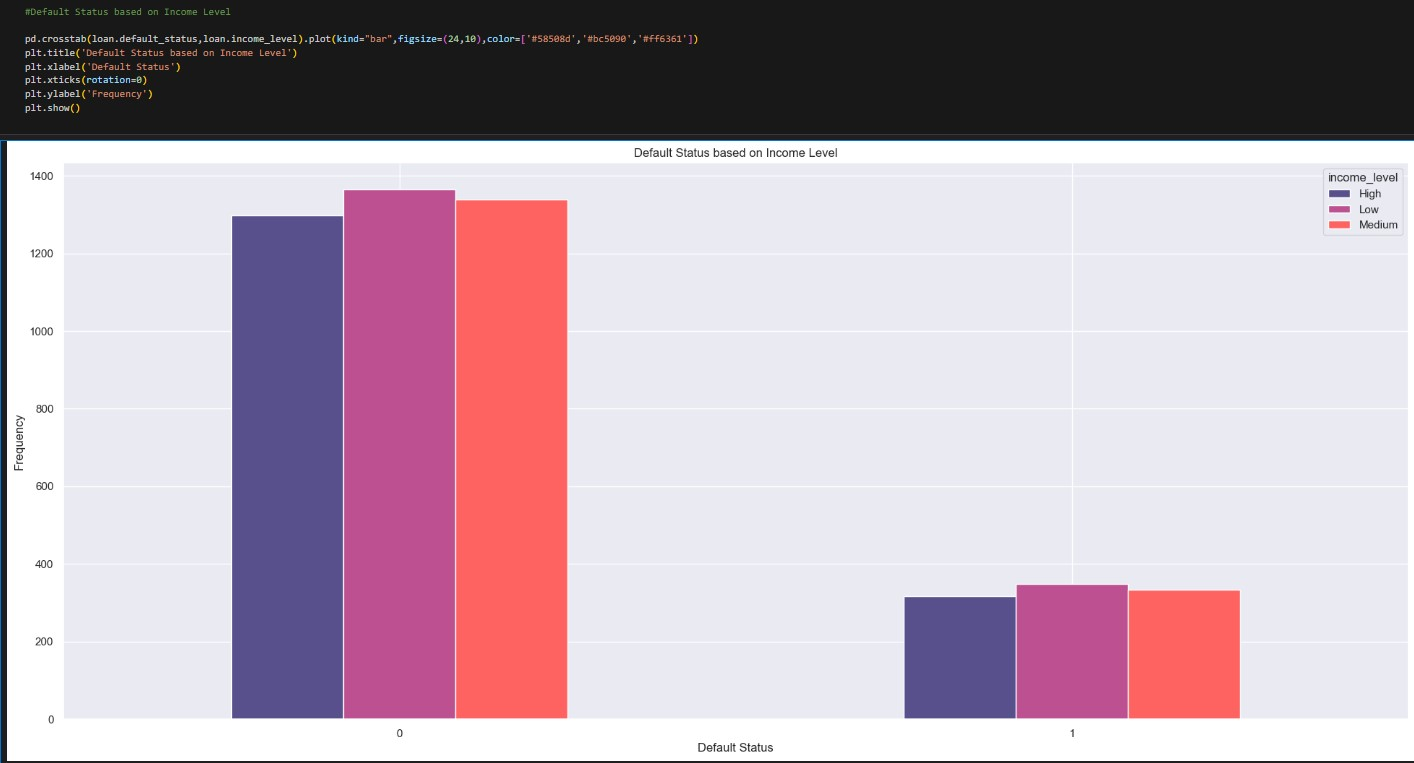 #Default Status based on Income Level
pd.crosstab(loan.default_status,loan.income_level).plot(kind="bar",figsize=(24,10),color=['#58508d','#bc5090','#ff6361'])
plt.title('Default Status based on Income Level')
plt.xlabel('Default Status')
plt.xticks(rotation=0)
plt.ylabel('Frequency')
plt.show()
Default Status based on Income Level
income_level
High
Low
Medium
1400
1200
1000
800
600
400
200
0
Frequency
0
1
Default Status